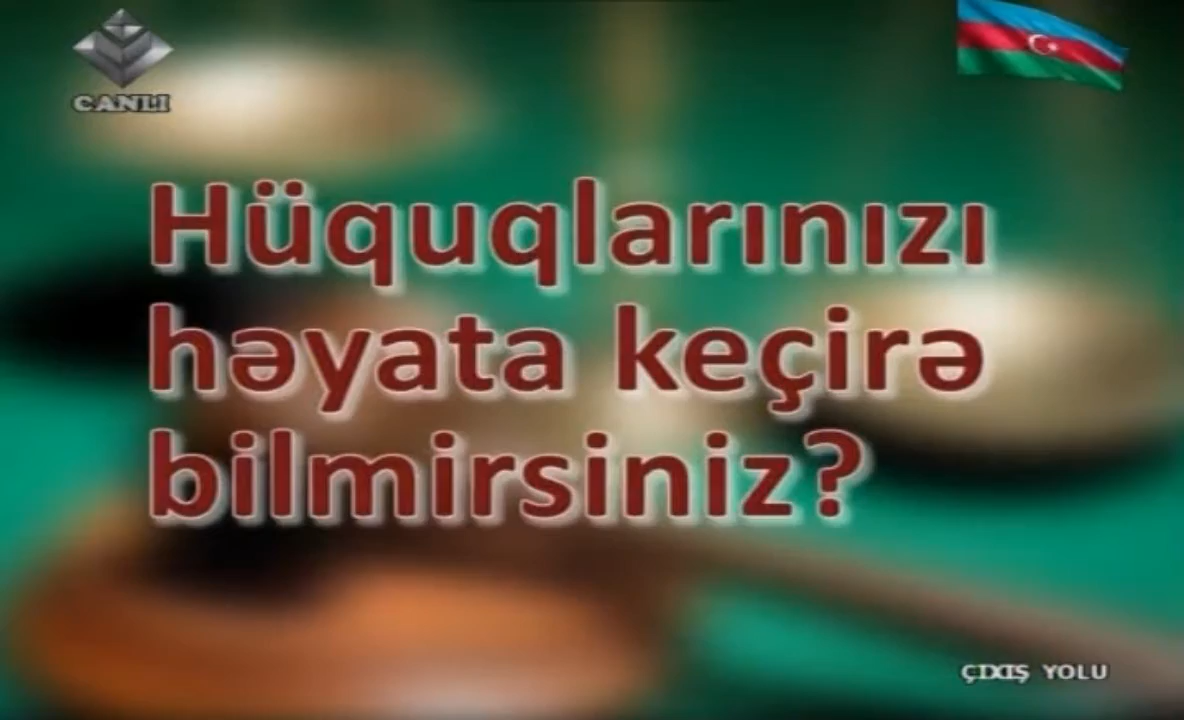 CANLI
Hüquqlarınızı
həyata keçirə
bilmirsiniz?
ÇIXIŞ YOLU